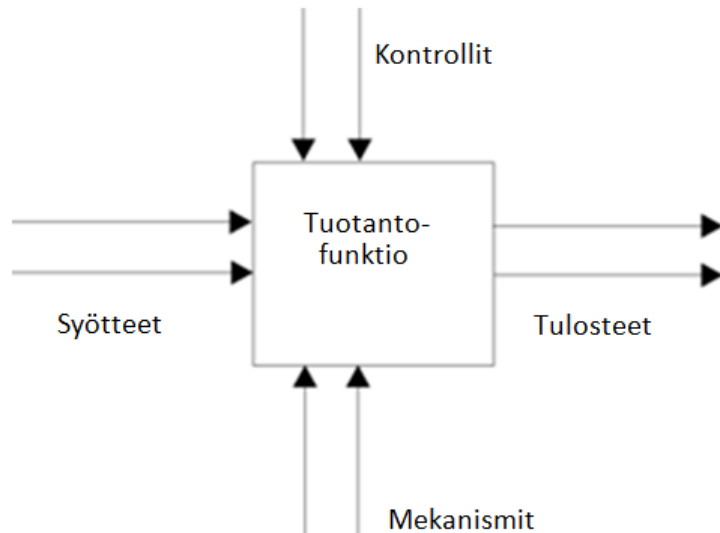 Kontrollit
Tuotanto-
funktio
Syötteet
Tulosteet
Mekanismit